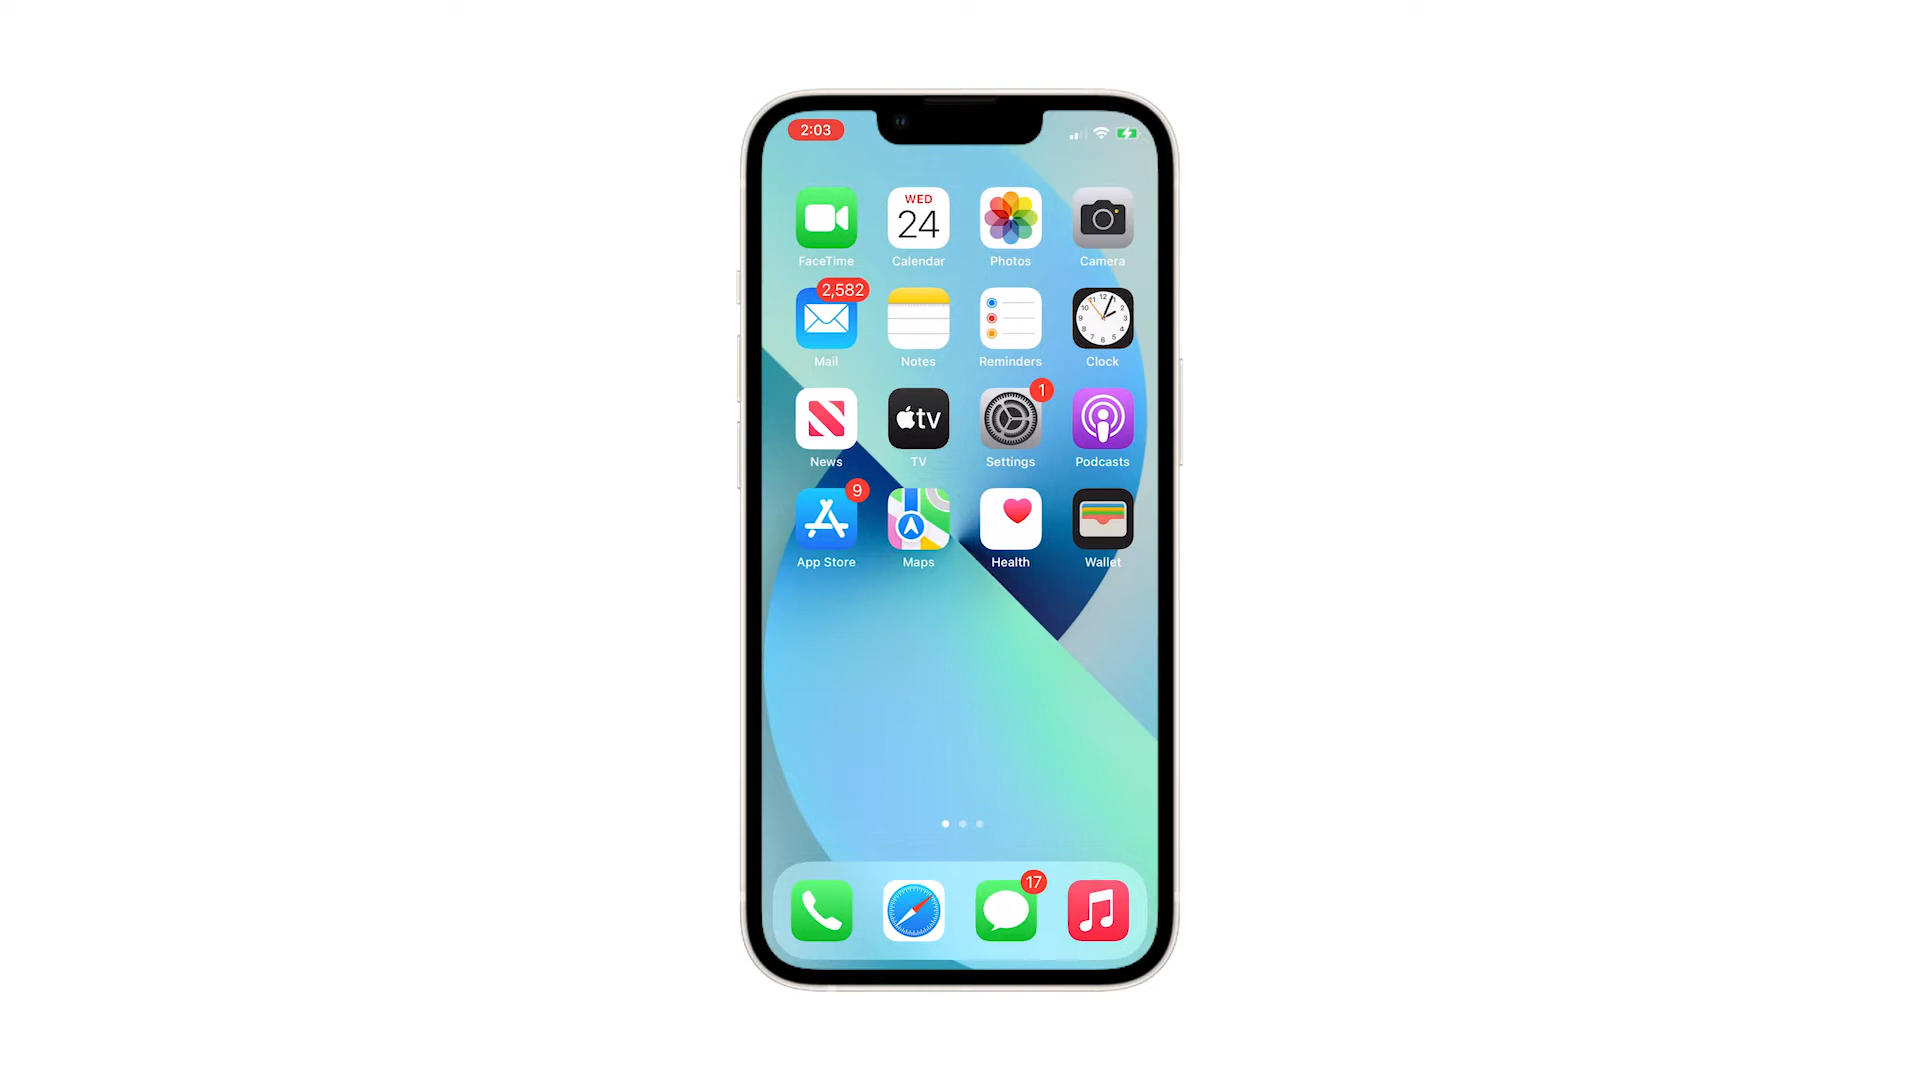 2:03
WED
24
FaceTime Calendar Photos Camera
2,582
Mail Notes Reminders Clock
tv
1
News TV Settings Podcasts
9
App Store Maps Health Wallet
17